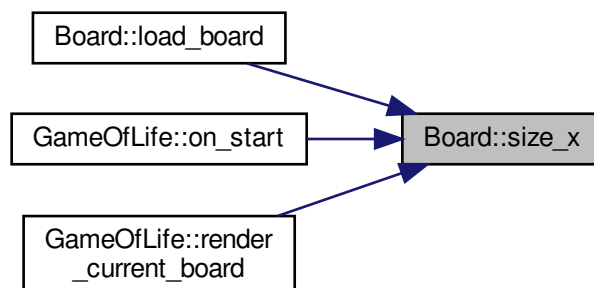 Board::load_board
GameOfLife::on_start
Board::size_x
GameOfLife::render
_current_board